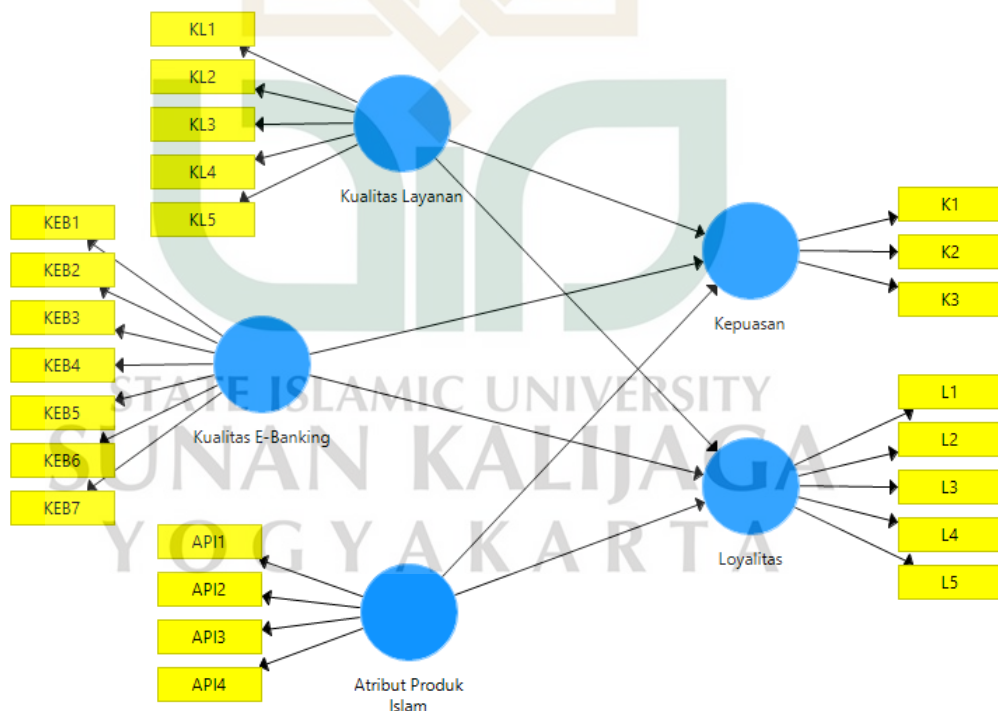 KL1
KL2
KL3
KL4
KL5
Kualitas Layanan
KEB1
KEB2
KEB3
KEB4
KEB5
KEB6
KEB7
Kualitas E-Banking
API1
API2
API3
API4
Atribut Produk
Islam
K1
K2
K3
Kepuasan
L1
L2
L3
L4
L5
Loyalitas
STATE ISLAMIC UNIVERSITY
SUNAN KALIJAGA
YOGYAKARTA